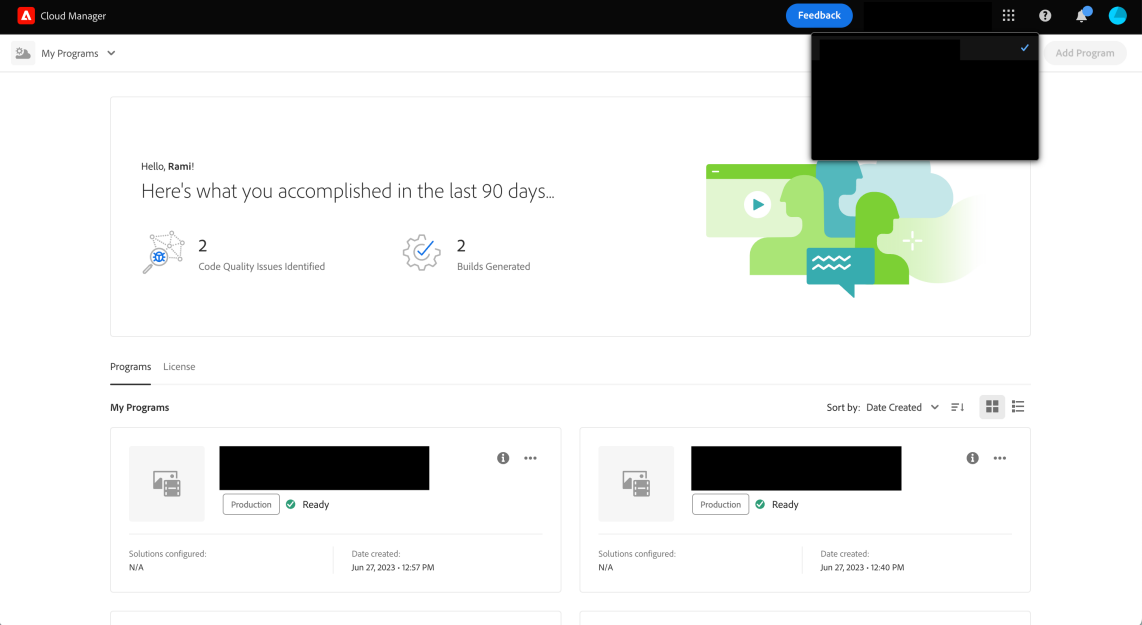 Cloud Manager
Feedback
My Programs
Add Program
Hello, Rami!
Here's what you accomplished in the last 90 days...
2
Code Quality Issues Identified
2
Builds Generated
Programs
License
My Programs
Sort by: Date Created
Production
Ready
Solutions configured:
N/A
Date created:
Jun 27, 2023 • 12:57 PM
Production
Ready
Solutions configured:
N/A
Date created:
Jun 27, 2023 • 12:40 PM